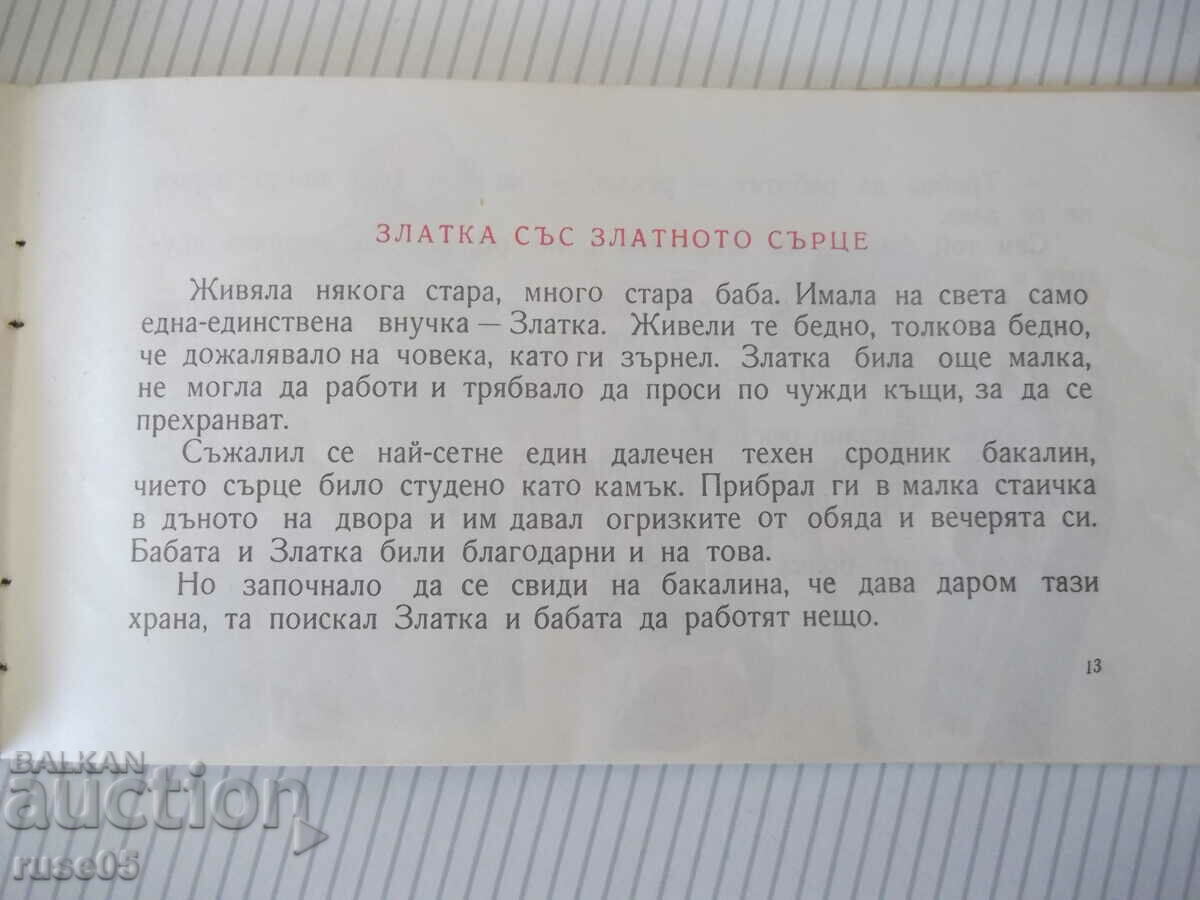 ЗЛАТКА СЪС ЗЛАТНОТО СЪРЦЕ
Живяла някога стара, много стара баба. Имала на света само
една-единствена внучка — Златка. Живели те бедно, толкова бедно,
че дожалявало на човека, като ги зърнел. Златка била още малка,
не могла да работи и трябвало да проси по чужди къщи, за да се
прехранват.
Съжалил се най-сетне един далечен техен сродник бакалин,
чието сърце било студено като камък. Прибрал ги в малка стаичка
в дъното на двора и им давал огризките от обяда и вечерята си.
Бабата и Златка били благодарни и на това.
Но започнало да се свиди на бакалина, че дава даром тази
храна, та поискал Златка и бабата да работят нещо.
13
BALKAN
auction
ruse05